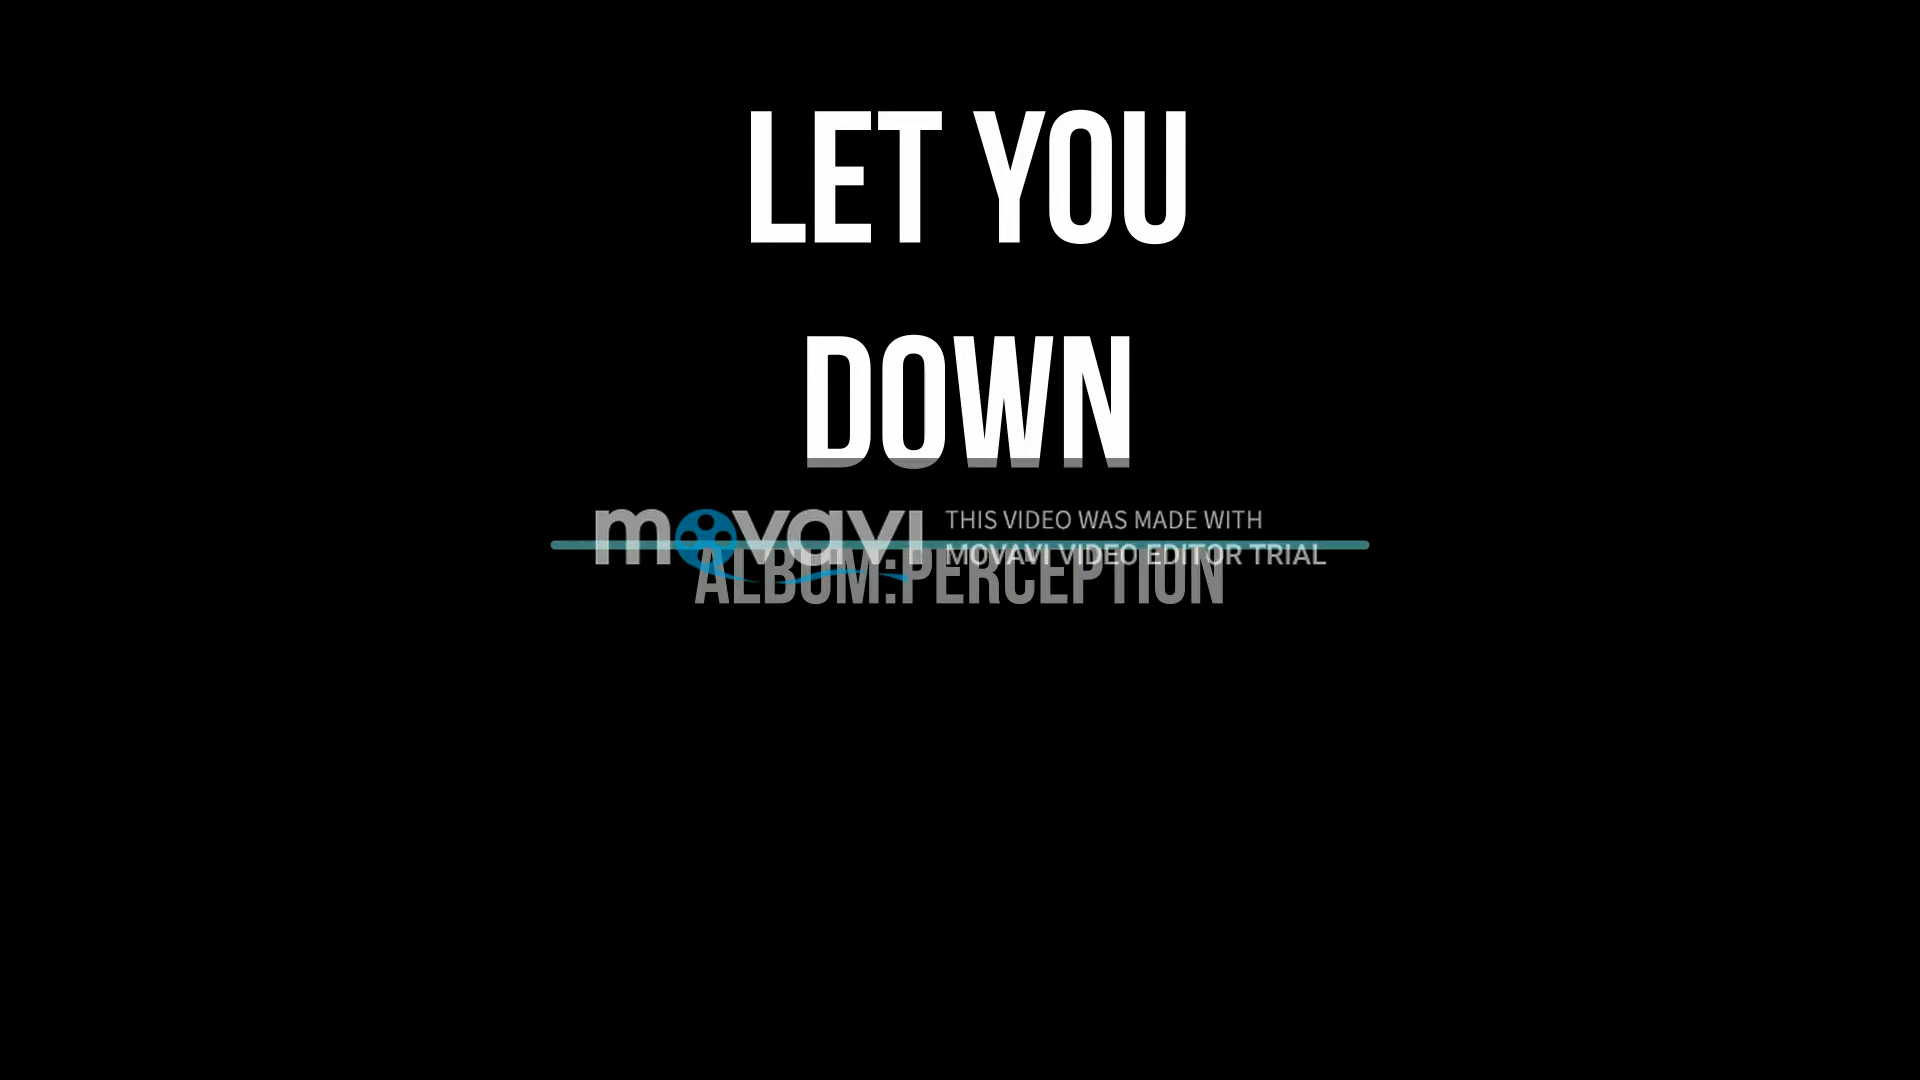 LET YOU
DOWN
movavi
THIS VIDEO WAS MADE WITH
MOVAVI VIDEO EDITOR TRIAL
ALBUM:PERCEPTION